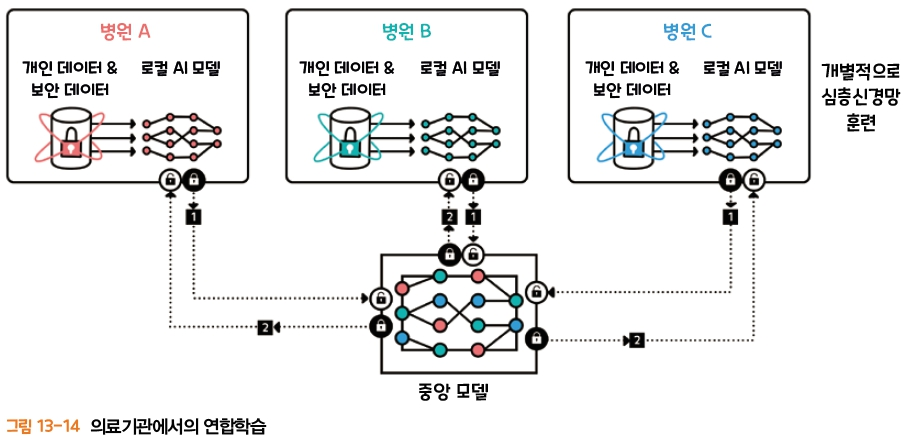 병원 A
개인 데이터 &
보안 데이터
로컬 AI 모델
병원 B
개인 데이터 &
보안 데이터
로컬 AI 모델
병원 C
개인 데이터 &
보안 데이터
로컬 AI 모델
개별적으로
심층신경망
훈련
1
2
1
1
2
2
중앙 모델
그림 13-14 의료기관에서의 연합학습